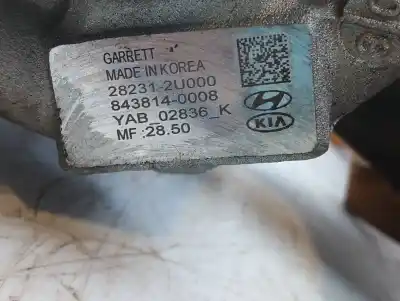 GARRETT
MADE IN KOREA
28231-2U000
843814-0008
YAB_02836_K
MF:28.50
KIA